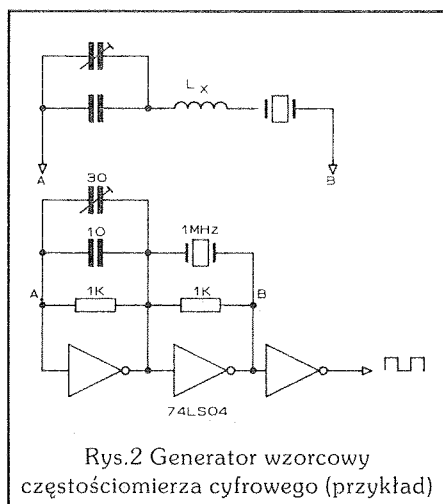 L x
A
B
30
10
1MHz
A
1K
1K
B
74LS04
Rys.2 Generator wzorcowy
częstościomierza cyfrowego (przykład)